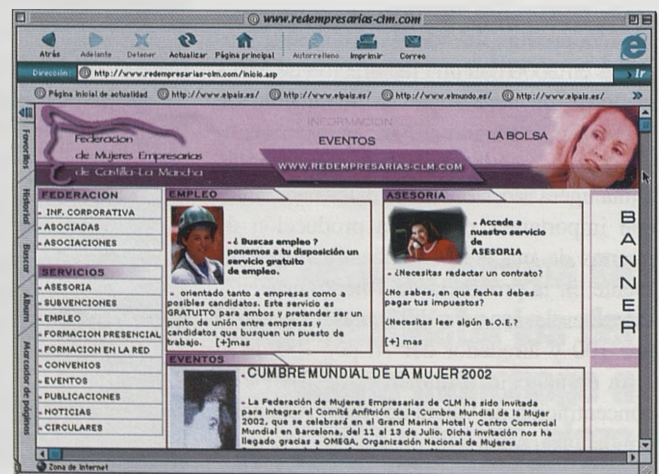 www.redempresarias-clm.com
Atrás Adelante Detener Actualizar Página principal Autorrelleno Imprimir Correo
Dirección: http://www.redempresarias-clm.com/inicio.asp Ir
Página inicial de actualidad http://www.elpais.es/ http://www.elpais.es/ http://www.elmundo.es/ http://www.elpais.es/
Favoritos
Historial
Buscar
Álbum
Marcador de páginas
Federacion
de Mujeres Empresarias
de Castilla-La Mancha
INFORMACION
EVENTOS
LA BOLSA
WWW.REDEMPRESARIAS-CLM.COM
FEDERACION
- INF. CORPORATIVA
- ASOCIADAS
- ASOCIACIONES
SERVICIOS
- ASESORIA
- SUBVENCIONES
- EMPLEO
- FORMACION PRESENCIAL
- FORMACION EN LA RED
- CONVENIOS
- EVENTOS
- PUBLICACIONES
- NOTICIAS
- CIRCULARES
EMPLEO
- ¿ Buscas empleo ?
ponemos a tu disposición un
servicio gratuito
de empleo.
- orientado tanto a empresas como a
posibles candidatos. Este servicio es
GRATUITO para ambos y pretender ser un
punto de unión entre empresas y
candidatos que busquen un puesto de
trabajo. [+]mas
ASESORIA
- Accede a
nuestro servicio
de
ASESORIA.
- ¿Necesitas redactar un contrato?
¿No sabes, en que fechas debes
pagar tus impuestos?
¿Necesitas leer algún B.O.E.?
[+] mas
BANNER
EVENTOS
- CUMBRE MUNDIAL DE LA MUJER 2002
- La Federación de Mujeres Empresarias de CLM ha sido invitada
para integrar el Comité Anfitrión de la Cumbre Mundial de la Mujer
2002, que se celebrará en el Grand Marina Hotel y Centro Comercial
Mundial en Barcelona, del 11 al 13 de Julio. Dicha invitación nos ha
llegado gracias a OMEGA, Organización Nacional de Mujeres
Zona de Internet